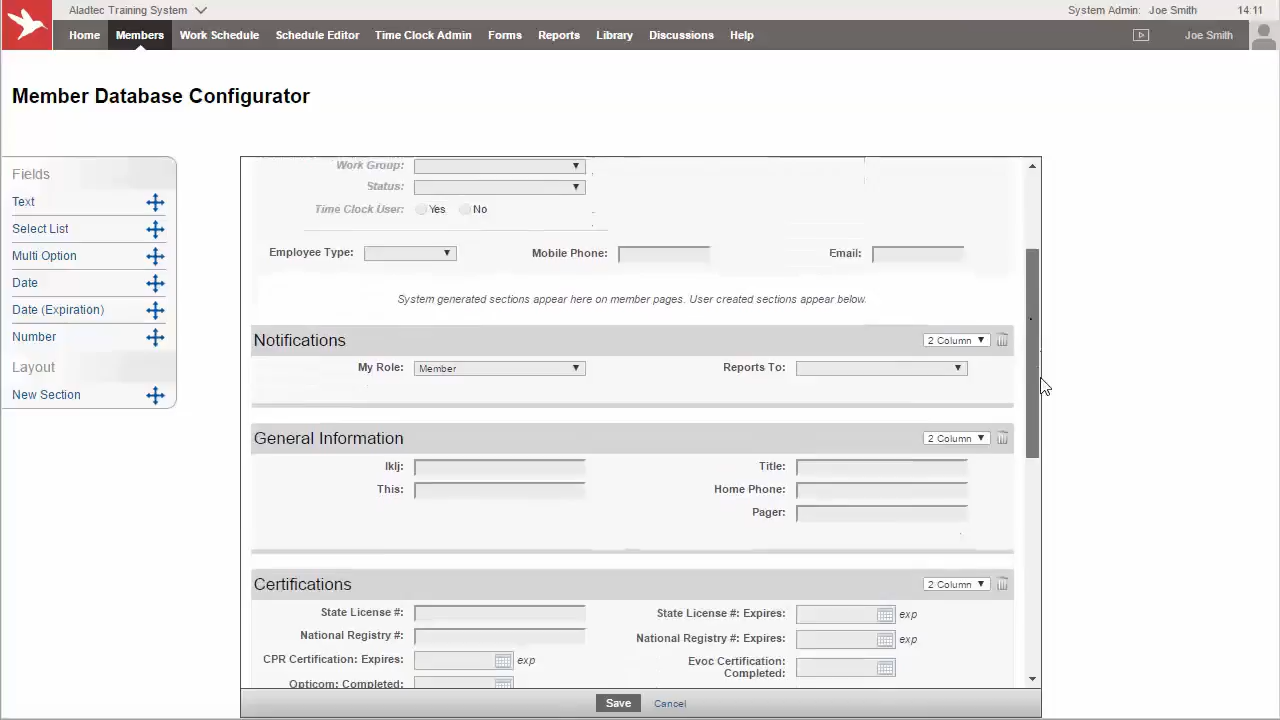 Aladtec Training System
System Admin: Joe Smith 14:11
Home Members Work Schedule Schedule Editor Time Clock Admin Forms Reports Library Discussions Help Joe Smith
Member Database Configurator
Fields
Text
Select List
Multi Option
Date
Date (Expiration)
Number
Layout
New Section
Work Group:
Status:
Time Clock User: Yes No
Employee Type: Mobile Phone: Email:
System generated sections appear here on member pages. User created sections appear below.
Notifications 2 Column
My Role: Member Reports To:
General Information 2 Column
Iklj: Title:
This: Home Phone:
Pager:
Certifications 2 Column
State License #: State License #: Expires: exp
National Registry #: National Registry #: Expires: exp
CPR Certification: Expires: exp Evoc Certification:
Completed:
Opticom: Completed:
Save Cancel